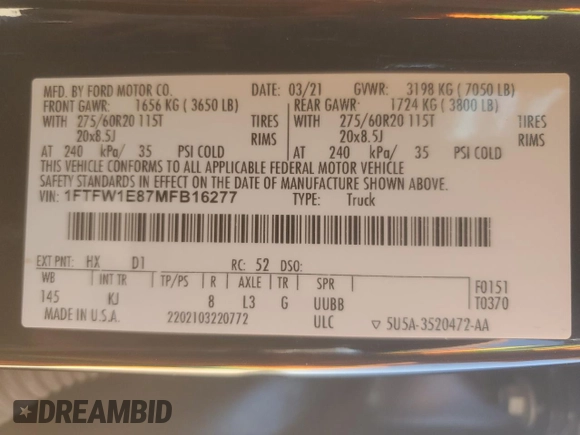 MFD. BY FORD MOTOR CO. DATE: 03/21 GVWR: 3198 KG ( 7050 LB)
FRONT GAWR: 1656 KG ( 3650 LB) REAR GAWR: 1724 KG ( 3800 LB)
WITH 275/60R20 115T TIRES WITH 275/60R20 115T TIRES
20x8.5J RIMS 20x8.5J RIMS
AT 240 kPa/ 35 PSI COLD AT 240 kPa/ 35 PSI COLD
THIS VEHICLE CONFORMS TO ALL APPLICABLE FEDERAL MOTOR VEHICLE
SAFETY STANDARDS IN EFFECT ON THE DATE OF MANUFACTURE SHOWN ABOVE.
VIN: 1FTFW1E87MFB16277 TYPE: Truck
EXT PNT: HX D1 RC: 52 DSO:
WB INT TR TP/PS R AXLE TR SPR F0151
145 KJ 8 L3 G UUBB T0370
MADE IN U.S.A. 2202103220772 ULC ▽ 5U5A-3520472-AA
DREAMBID